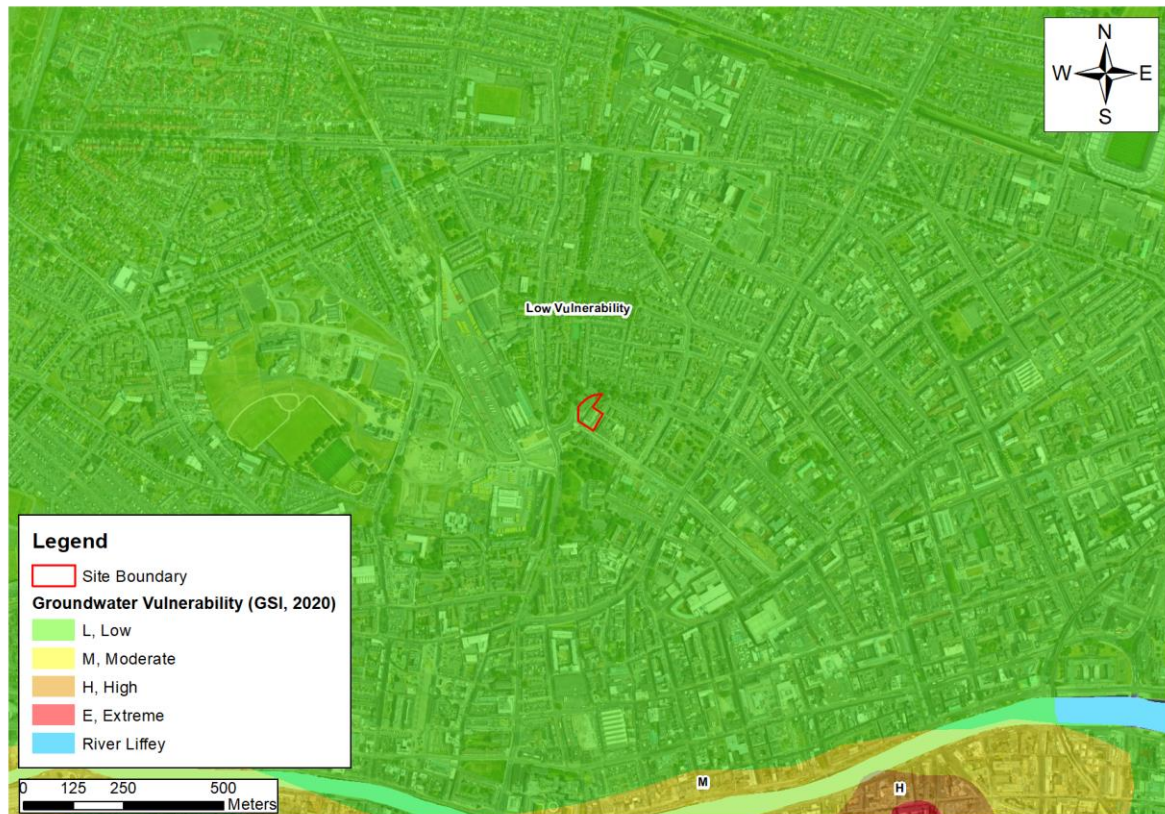 N
W E
S
Low Vulnerability
Legend
Site Boundary
Groundwater Vulnerability (GSI, 2020)
L, Low
M, Moderate
H, High
E, Extreme
River Liffey
0 125 250 500
Meters
M
H